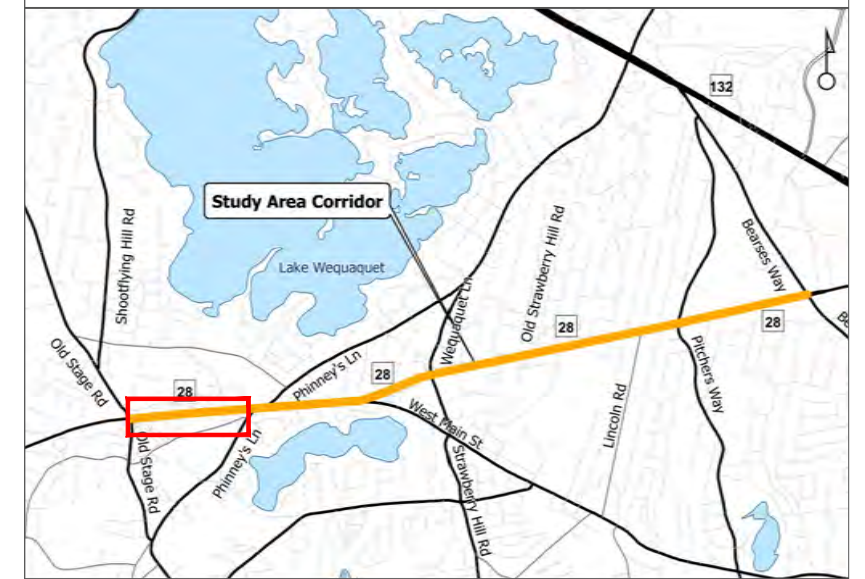 132
Study Area Corridor
Shootflying Hill Rd
Lake Wequaquet
Old Strawberry Hill Rd
Bearses Way
Wequaquet Ln
28
28
Old Stage Rd
Phinney's Ln
28
28
Pitchers Way
Lincoln Rd
West Main St
Old Stage Rd
Phinney's Ln
Strawberry Hill Rd